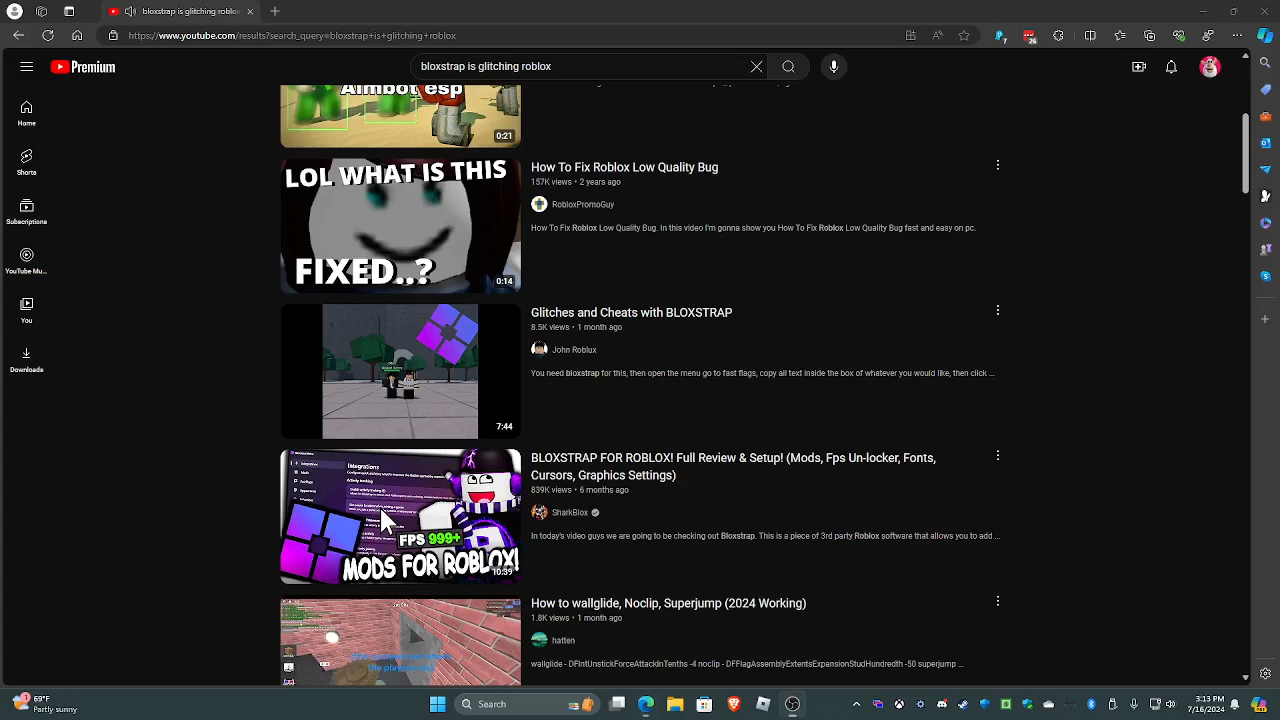 bloxstrap is glitching roblox
https://www.youtube.com/results?search_query=bloxstrap+is+glitching+roblox
7
26
Premium
bloxstrap is glitching roblox
Home
Shorts
Subscriptions
YouTube Mu...
You
Downloads
Aimbot esp
0:21
LOL WHAT IS THIS
FIXED..?
0:14
How To Fix Roblox Low Quality Bug
157K views • 2 years ago
RobloxPromoGuy
How To Fix Roblox Low Quality Bug. In this video I'm gonna show you How To Fix Roblox Low Quality Bug fast and easy on pc.
7:44
Glitches and Cheats with BLOXSTRAP
8.5K views • 1 month ago
John Roblux
You need bloxstrap for this, then open the menu go to fast flags, copy all text inside the box of whatever you would like, then click ...
Integrations
FPS 999+
MODS FOR ROBLOX!
10:39
BLOXSTRAP FOR ROBLOX! Full Review & Setup! (Mods, Fps Un-locker, Fonts,
Cursors, Graphics Settings)
839K views • 6 months ago
SharkBlox
In today's video guys we are going to be checking out Bloxstrap. This is a piece of 3rd party Roblox software that allows you to add ...
How to wallglide, Noclip, Superjump (2024 Working)
1.8K views • 1 month ago
hatten
wallglide - DFIntUnstickForceAttackInTenths -4 noclip - DFFlagAssemblyExtentsExpansionStudHundredth -50 superjump ...
1
69°F
Partly sunny
Search
3:13 PM
7/16/2024